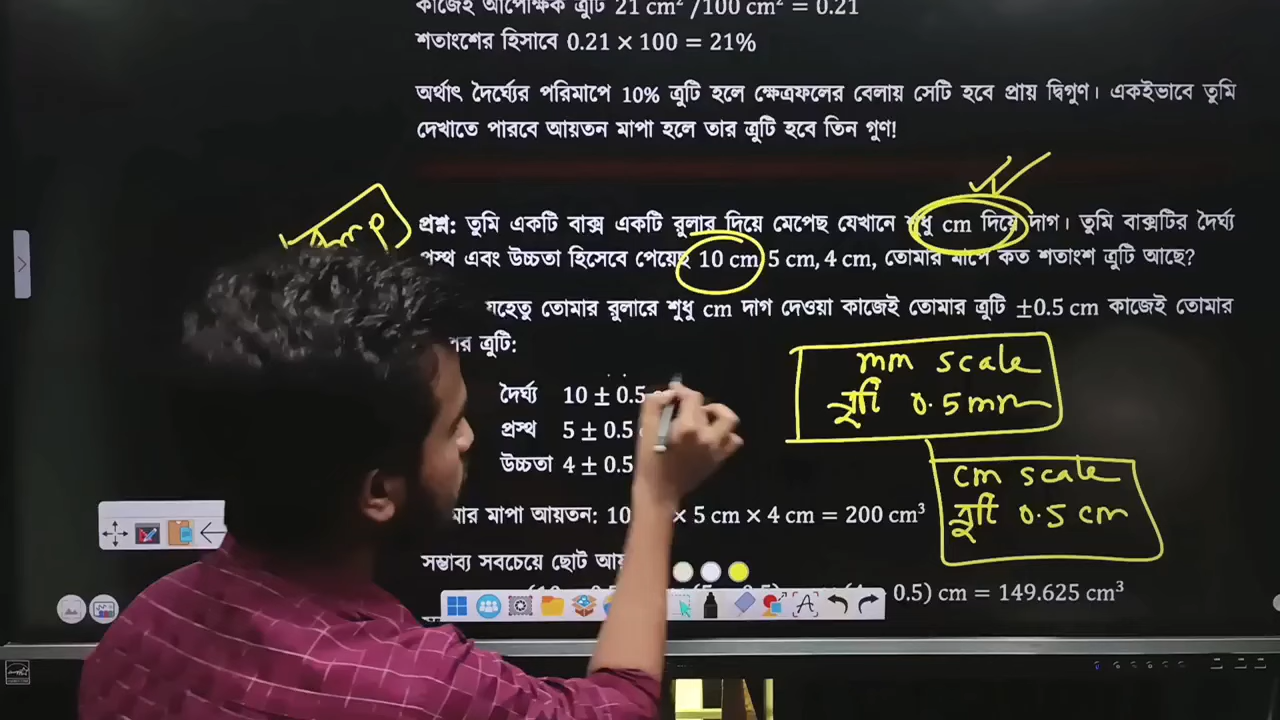 কাজেই আপেক্ষিক ত্রুটি 21 cm² /100 cm² = 0.21
শতাংশের হিসাবে 0.21 × 100 = 21%
অর্থাৎ দৈর্ঘ্যের পরিমাপে 10% ত্রুটি হলে ক্ষেত্রফলের বেলায় সেটি হবে প্রায় দ্বিগুণ। একইভাবে তুমি
দেখাতে পারবে আয়তন মাপা হলে তার ত্রুটি হবে তিন গুণ!
প্রশ্ন: তুমি একটি বাক্স একটি রুলার দিয়ে মেপেছ যেখানে শুধু cm দিয়ে দাগ। তুমি বাক্সটির দৈর্ঘ্য
প্রস্থ এবং উচ্চতা হিসেবে পেয়েছ 10 cm 5 cm, 4 cm, তোমার মাপে কত শতাংশ ত্রুটি আছে?
তোমার রুলারে শুধু cm দাগ দেওয়া কাজেই তোমার ত্রুটি ±0.5 cm কাজেই তোমার
ত্রুটি:
mm scale
ত্রুটি 0.5mm
দৈর্ঘ্য 10 ± 0.5
প্রস্থ 5 ± 0.5
উচ্চতা 4 ± 0.5
cm scale
ত্রুটি 0.5 cm
মাপা আয়তন: 10 × 5 cm × 4 cm = 200 cm³
সম্ভাব্য সবচেয়ে ছোট
0.5) cm = 149.625 cm³